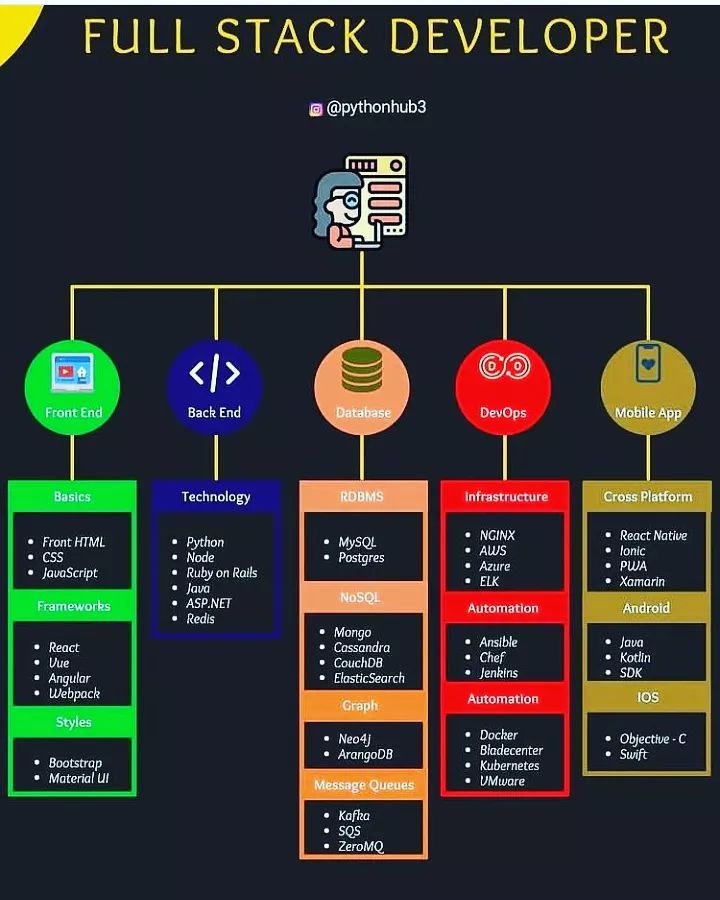 FULL STACK DEVELOPER
@pythonhub3
Front End
Back End
Database
DevOps
Mobile App
Basics
Front HTML
CSS
JavaScript
Frameworks
React
Vue
Angular
Webpack
Styles
Bootstrap
Material UI
Technology
Python
Node
Ruby on Rails
Java
ASP.NET
Redis
RDBMS
MySQL
Postgres
NoSQL
Mongo
Cassandra
CouchDB
ElasticSearch
Graph
Neo4j
ArangoDB
Message Queues
Kafka
SQS
ZeroMQ
Infrastructure
NGINX
AWS
Azure
ELK
Automation
Ansible
Chef
Jenkins
Automation
Docker
Bladecenter
Kubernetes
VMware
Cross Platform
React Native
Ionic
PWA
Xamarin
Android
Java
Kotlin
SDK
IOS
Objective - C
Swift